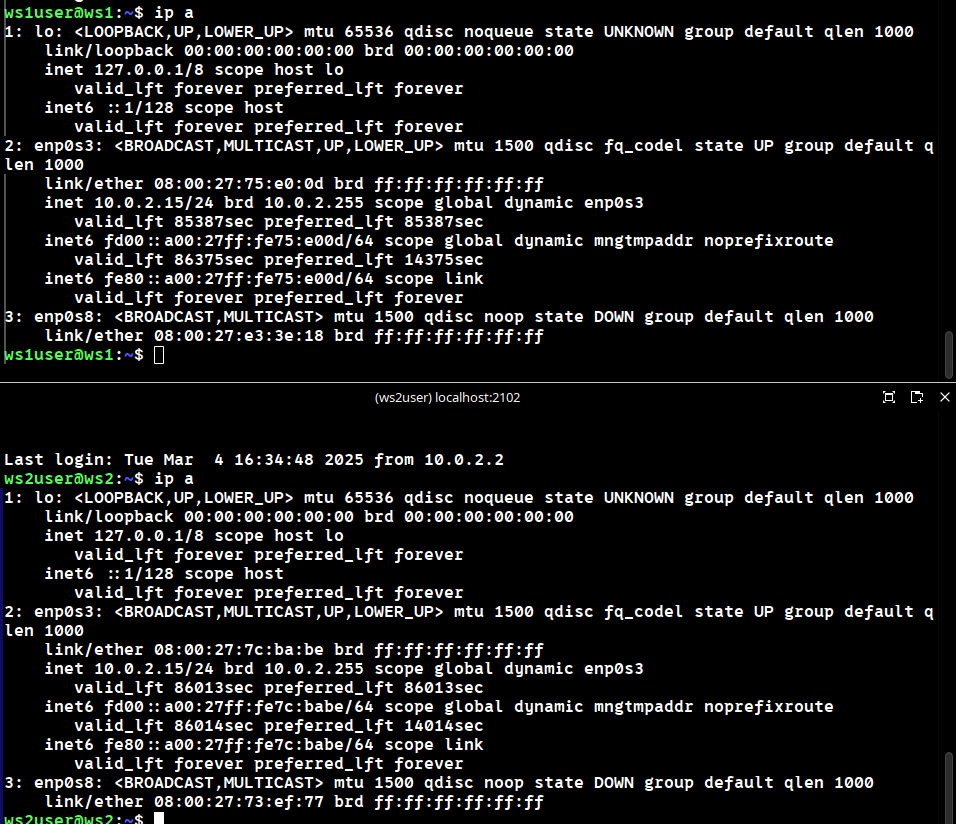 ws1user@ws1:~$ ip a
1: lo: <LOOPBACK,UP,LOWER_UP> mtu 65536 qdisc noqueue state UNKNOWN group default qlen 1000
    link/loopback 00:00:00:00:00:00 brd 00:00:00:00:00:00
    inet 127.0.0.1/8 scope host lo
       valid_lft forever preferred_lft forever
    inet6 ::1/128 scope host
       valid_lft forever preferred_lft forever
2: enp0s3: <BROADCAST,MULTICAST,UP,LOWER_UP> mtu 1500 qdisc fq_codel state UP group default q
len 1000
    link/ether 08:00:27:75:e0:0d brd ff:ff:ff:ff:ff:ff
    inet 10.0.2.15/24 brd 10.0.2.255 scope global dynamic enp0s3
       valid_lft 85387sec preferred_lft 85387sec
    inet6 fd00::a00:27ff:fe75:e00d/64 scope global dynamic mngtmpaddr noprefixroute
       valid_lft 86375sec preferred_lft 14375sec
    inet6 fe80::a00:27ff:fe75:e00d/64 scope link
       valid_lft forever preferred_lft forever
3: enp0s8: <BROADCAST,MULTICAST> mtu 1500 qdisc noop state DOWN group default qlen 1000
    link/ether 08:00:27:e3:3e:18 brd ff:ff:ff:ff:ff:ff
ws1user@ws1:~$
(ws2user) localhost:2102
Last login: Tue Mar  4 16:34:48 2025 from 10.0.2.2
ws2user@ws2:~$ ip a
1: lo: <LOOPBACK,UP,LOWER_UP> mtu 65536 qdisc noqueue state UNKNOWN group default qlen 1000
    link/loopback 00:00:00:00:00:00 brd 00:00:00:00:00:00
    inet 127.0.0.1/8 scope host lo
       valid_lft forever preferred_lft forever
    inet6 ::1/128 scope host
       valid_lft forever preferred_lft forever
2: enp0s3: <BROADCAST,MULTICAST,UP,LOWER_UP> mtu 1500 qdisc fq_codel state UP group default q
len 1000
    link/ether 08:00:27:7c:ba:be brd ff:ff:ff:ff:ff:ff
    inet 10.0.2.15/24 brd 10.0.2.255 scope global dynamic enp0s3
       valid_lft 86013sec preferred_lft 86013sec
    inet6 fd00::a00:27ff:fe7c:babe/64 scope global dynamic mngtmpaddr noprefixroute
       valid_lft 86014sec preferred_lft 14014sec
    inet6 fe80::a00:27ff:fe7c:babe/64 scope link
       valid_lft forever preferred_lft forever
3: enp0s8: <BROADCAST,MULTICAST> mtu 1500 qdisc noop state DOWN group default qlen 1000
    link/ether 08:00:27:73:ef:77 brd ff:ff:ff:ff:ff:ff
ws2user@ws2:~$